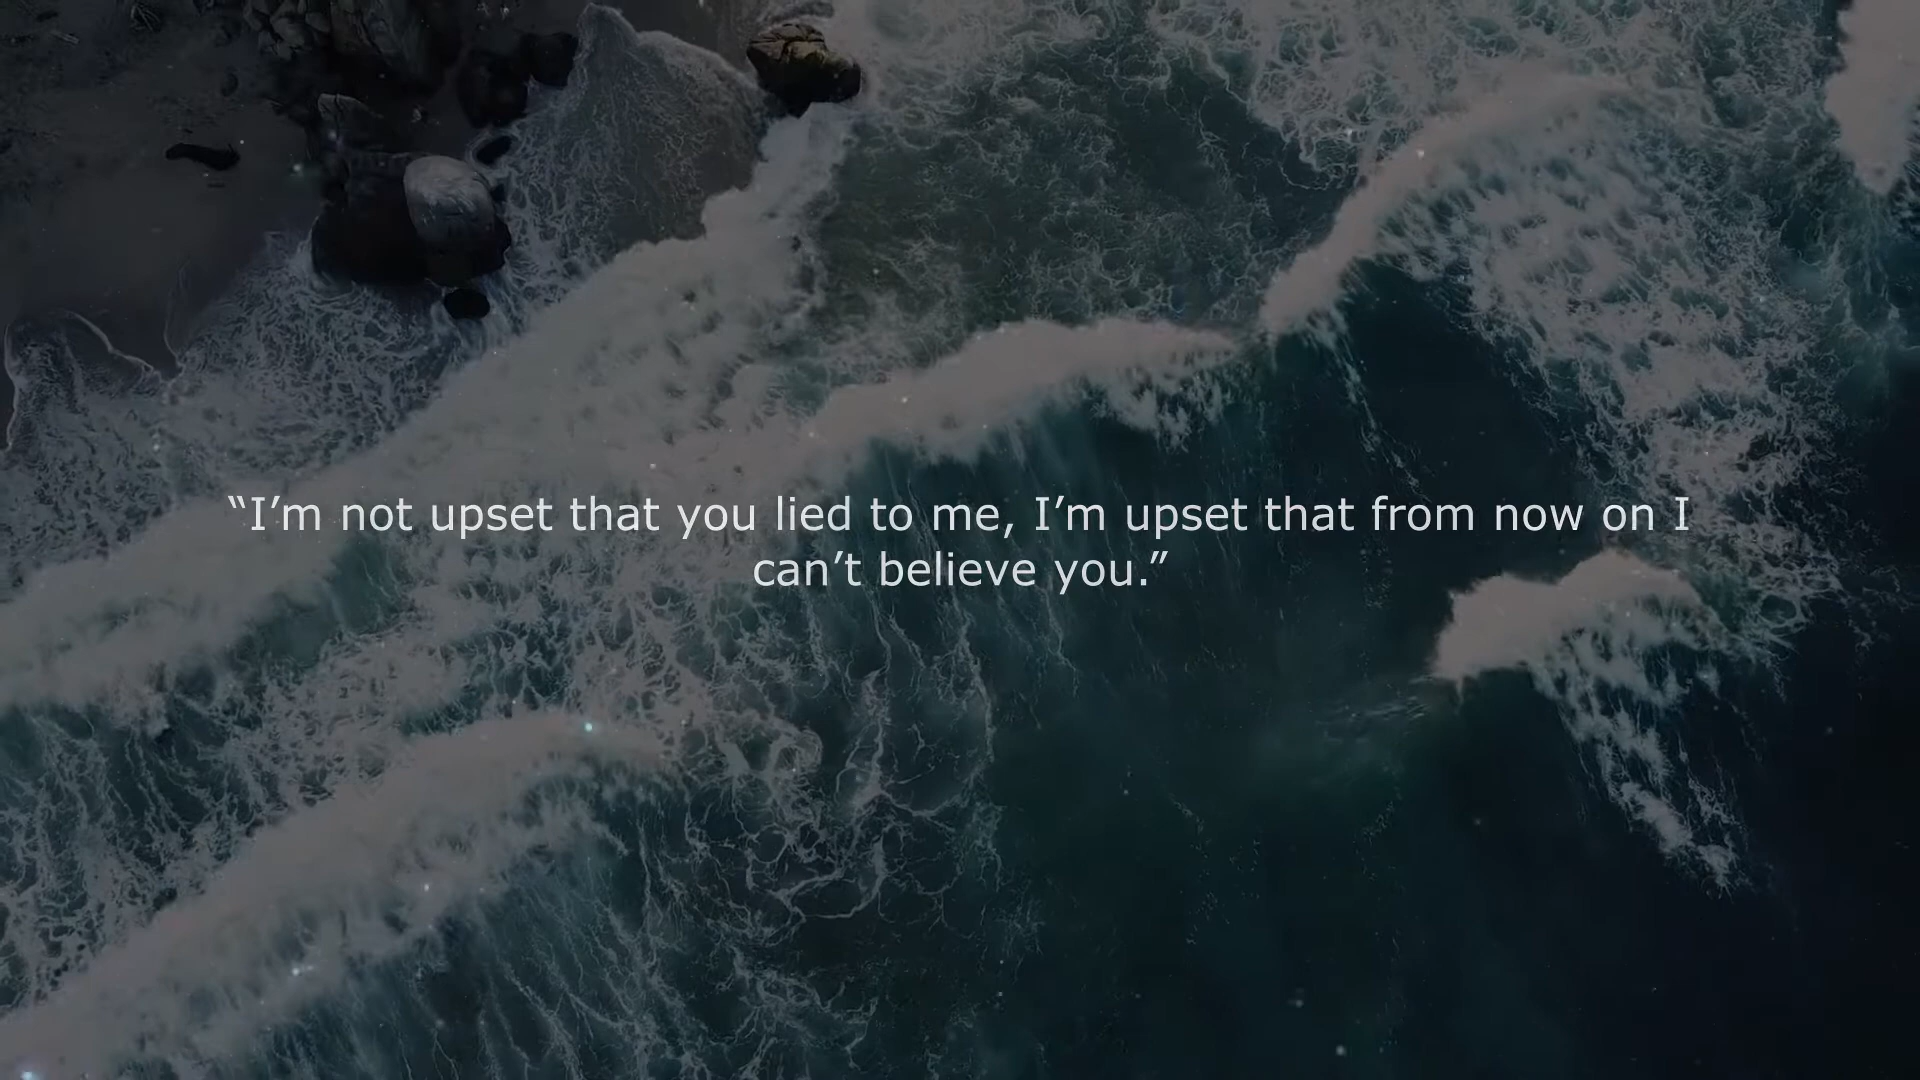 “I’m not upset that you lied to me, I’m upset that from now on I
can’t believe you.”